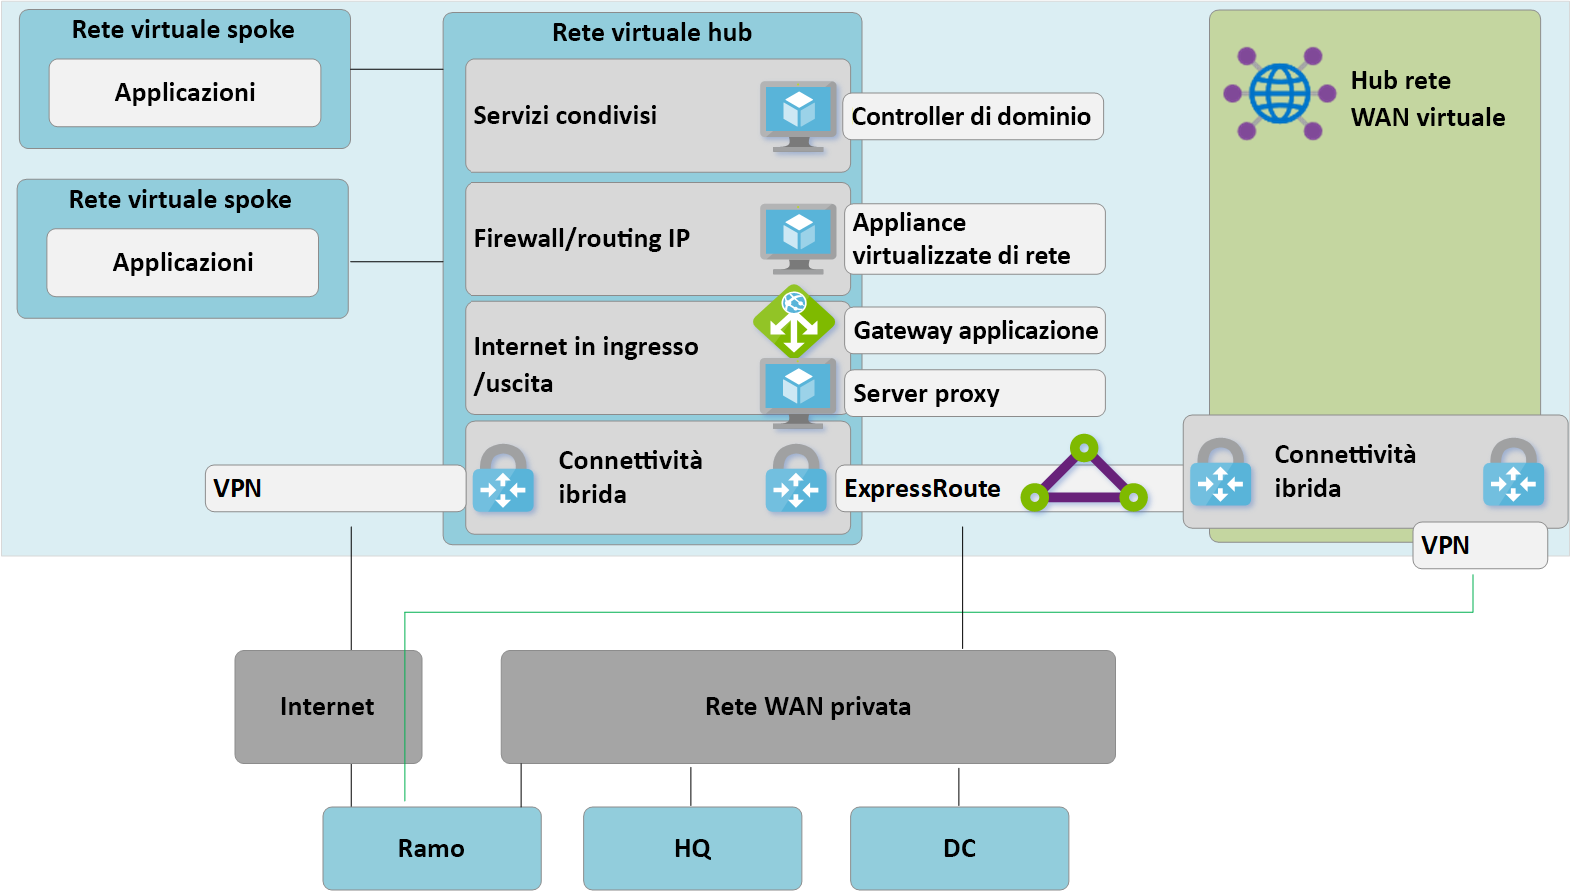 Rete virtuale spoke
Applicazioni
Rete virtuale spoke
Applicazioni
Rete virtuale hub
Servizi condivisi
Controller di dominio
Firewall/routing IP
Appliance
virtualizzate di rete
Internet in ingresso
/uscita
Gateway applicazione
Server proxy
VPN
Connettività
ibrida
ExpressRoute
Hub rete
WAN virtuale
Connettività
ibrida
VPN
Internet
Rete WAN privata
Ramo
HQ
DC